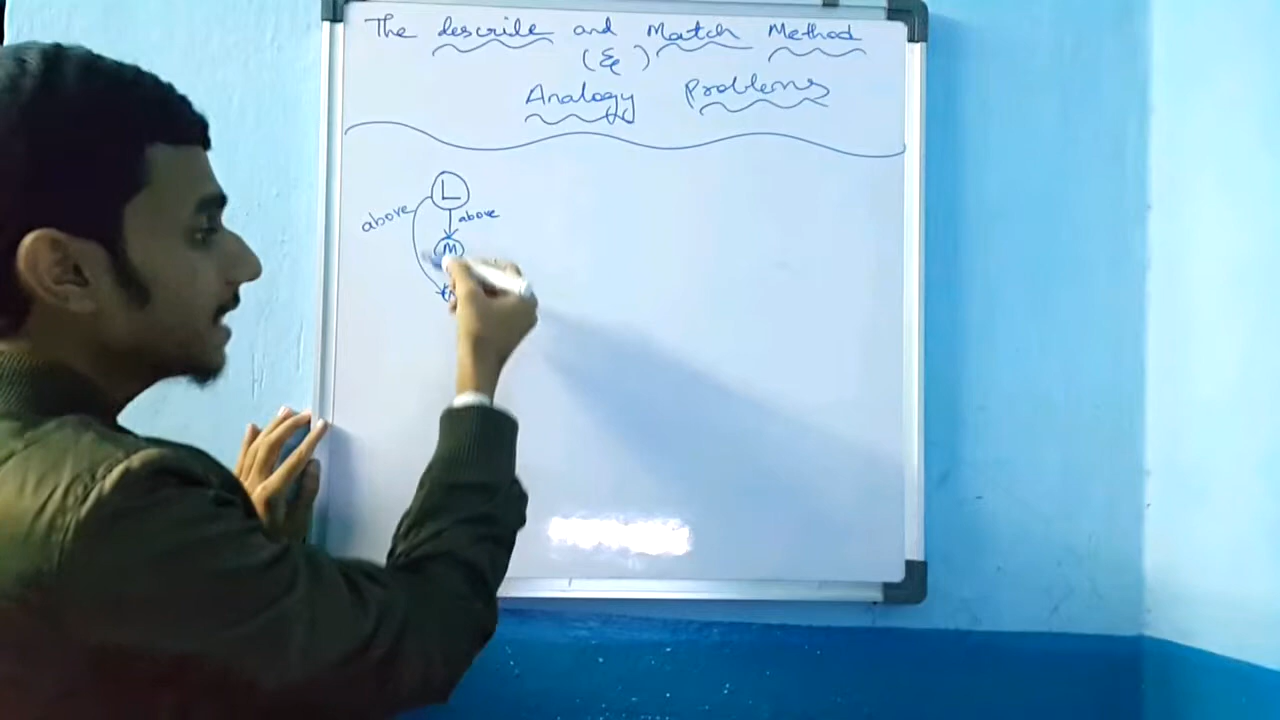 The describe and Match Method
(&)
Analogy Problems
L
above
above
M